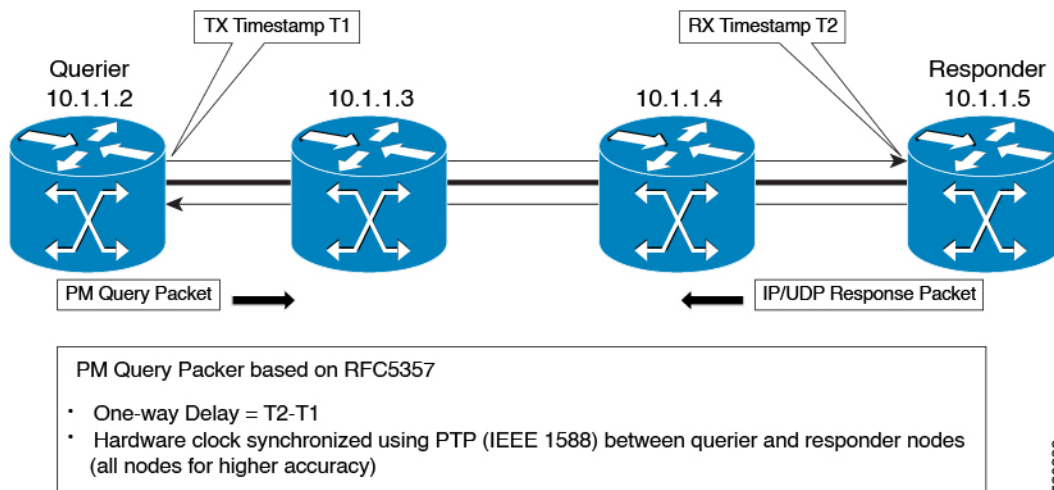 TX Timestamp T1
RX Timestamp T2
Querier
10.1.1.2
10.1.1.3
10.1.1.4
Responder
10.1.1.5
PM Query Packet
IP/UDP Response Packet
PM Query Packer based on RFC5357
· One-way Delay = T2-T1
· Hardware clock synchronized using PTP (IEEE 1588) between querier and responder nodes
(all nodes for higher accuracy)